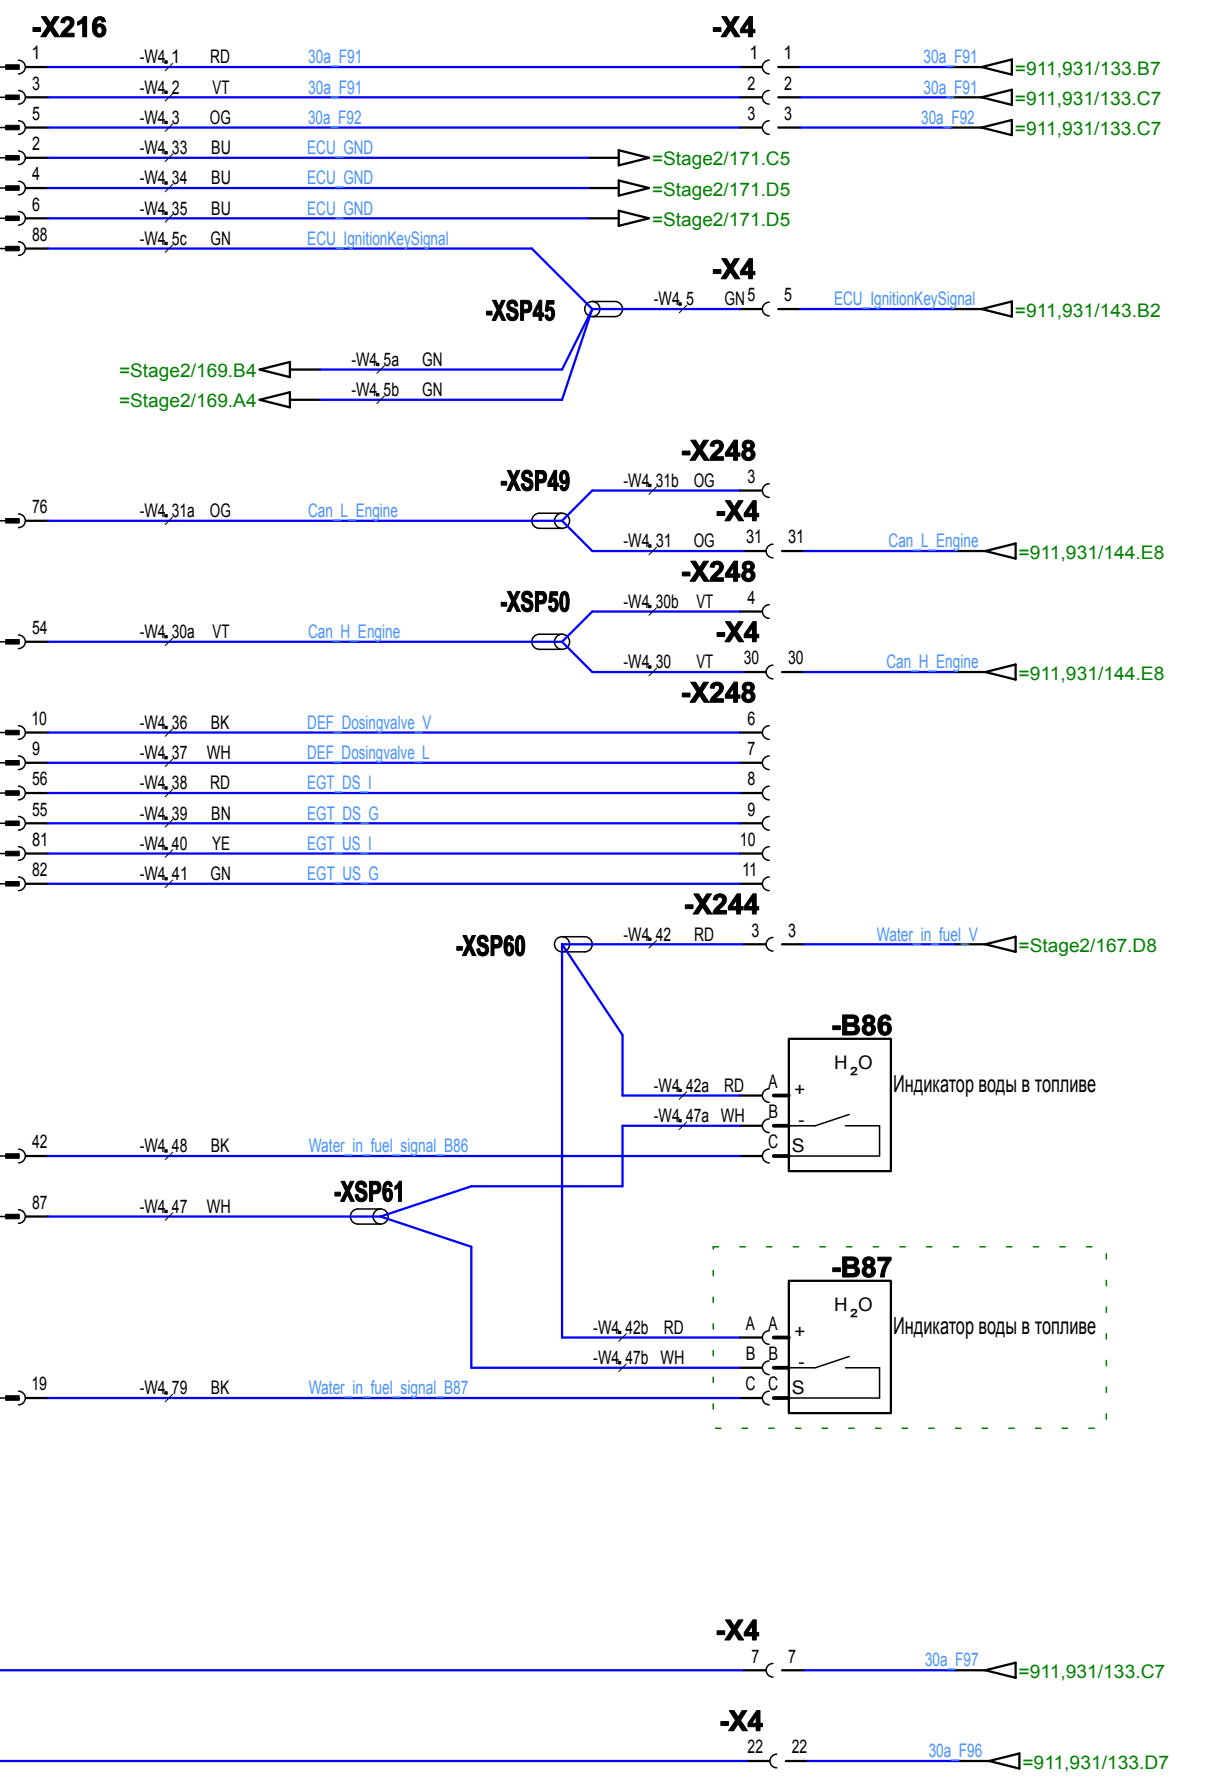 -X216 -X4
1 -W4.1 RD 30a_F91 1 1 30a_F91 =911,931/133.B7
3 -W4.2 VT 30a_F91 2 2 30a_F91 =911,931/133.C7
5 -W4.3 OG 30a_F92 3 3 30a_F92 =911,931/133.C7
2 -W4.33 BU ECU_GND =Stage2/171.C5
4 -W4.34 BU ECU_GND =Stage2/171.D5
6 -W4.35 BU ECU_GND =Stage2/171.D5
88 -W4.5c GN ECU_IgnitionKeySignal
-X4
-XSP45 -W4.5 GN 5 5 ECU_IgnitionKeySignal =911,931/143.B2
=Stage2/169.B4 -W4.5a GN
=Stage2/169.A4 -W4.5b GN
-X248
-XSP49 -W4.31b OG 3
76 -W4.31a OG Can_L_Engine -X4
-W4.31 OG 31 31 Can_L_Engine =911,931/144.E8
-X248
-XSP50 -W4.30b VT 4
54 -W4.30a VT Can_H_Engine -X4
-W4.30 VT 30 30 Can_H_Engine =911,931/144.E8
-X248
10 -W4.36 BK DEF_Dosingvalve_V 6
9 -W4.37 WH DEF_Dosingvalve_L 7
56 -W4.38 RD EGT_DS_I 8
55 -W4.39 BN EGT_DS_G 9
81 -W4.40 YE EGT_US_I 10
82 -W4.41 GN EGT_US_G 11
-X244
-XSP60 -W4.42 RD 3 3 Water_in_fuel_V =Stage2/167.D8
-B86
H2O
-W4.42a RD A + Индикатор воды в топливе
-W4.47a WH B -
42 -W4.48 BK Water_in_fuel_signal_B86 C S
-XSP61
87 -W4.47 WH
-B87
H2O
-W4.42b RD A A + Индикатор воды в топливе
-W4.47b WH B B -
19 -W4.79 BK Water_in_fuel_signal_B87 C C S
-X4
7 7 30a_F97 =911,931/133.C7
-X4
22 22 30a_F96 =911,931/133.D7